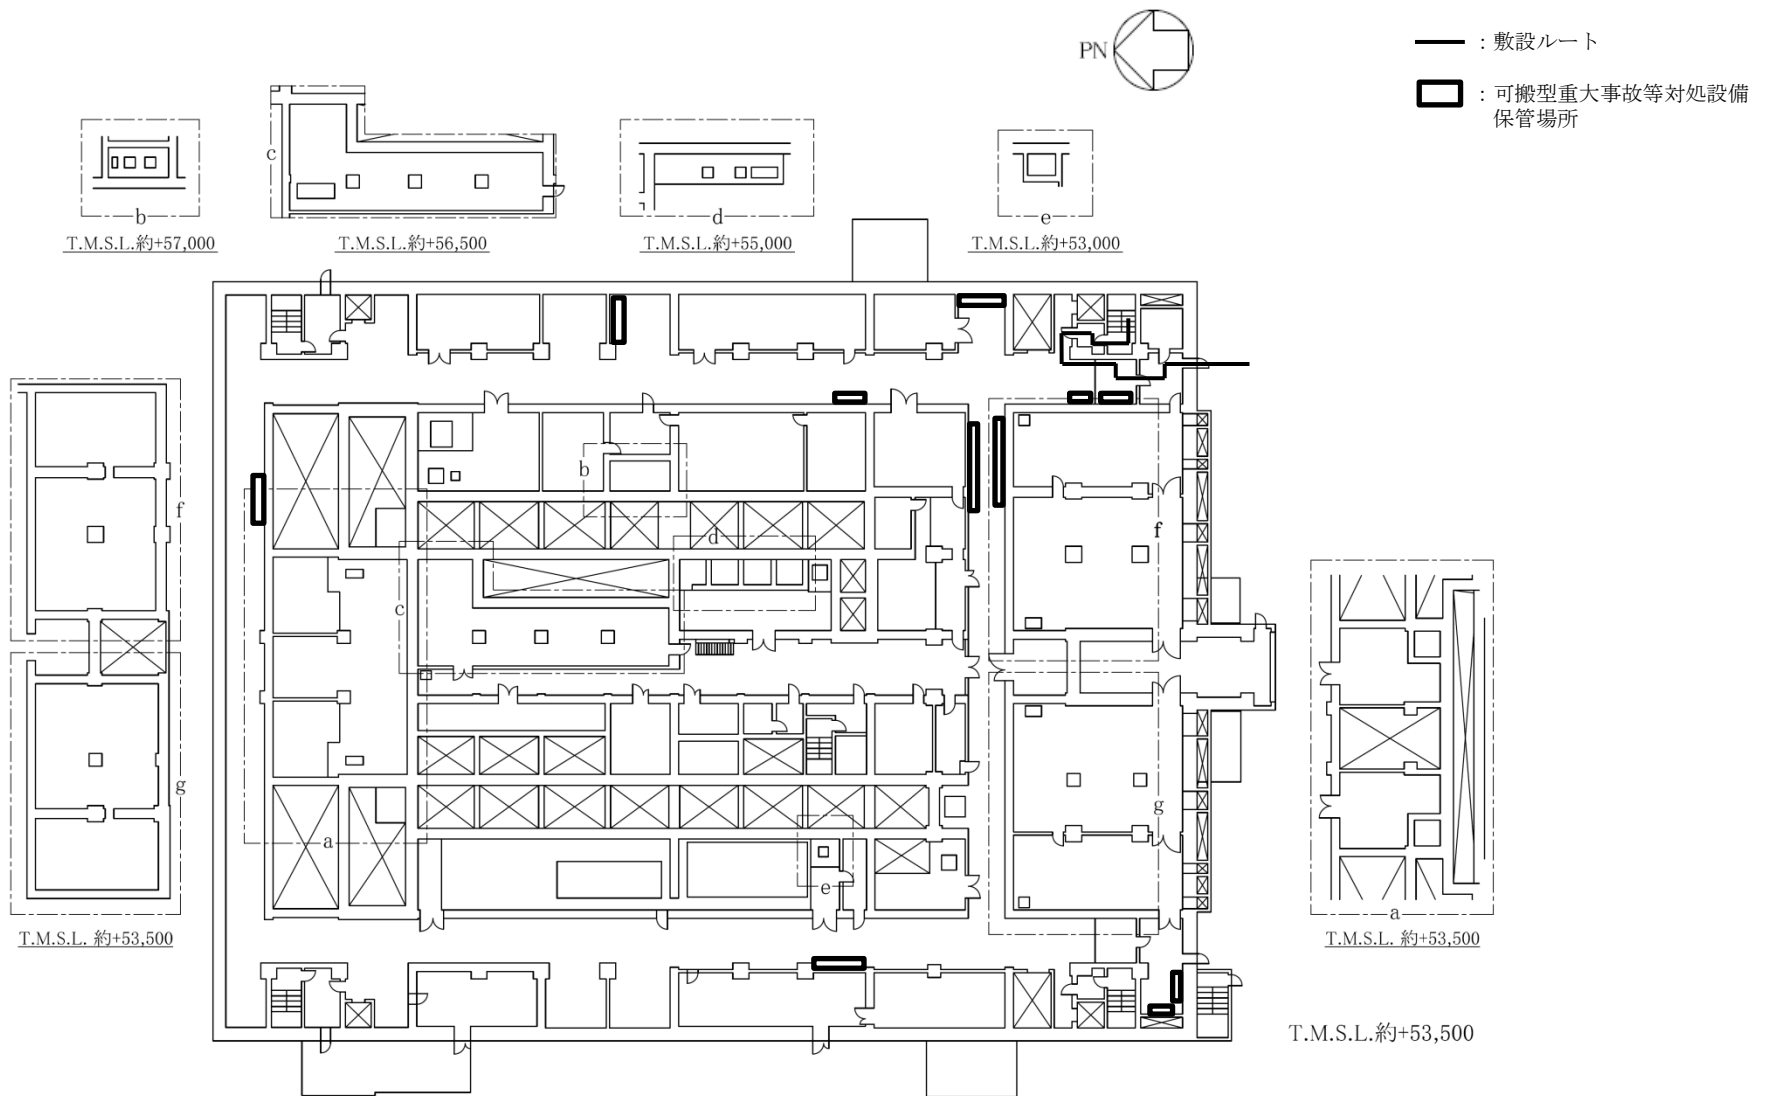 PN
：敷設ルート
：可搬型重大事故等対処設備
保管場所
c
b
d
e
T.M.S.L.約+57,000
T.M.S.L.約+56,500
T.M.S.L.約+55,000
T.M.S.L.約+53,000
b
f
f
d
c
g
g
a
e
a
T.M.S.L. 約+53,500
T.M.S.L. 約+53,500
T.M.S.L.約+53,500